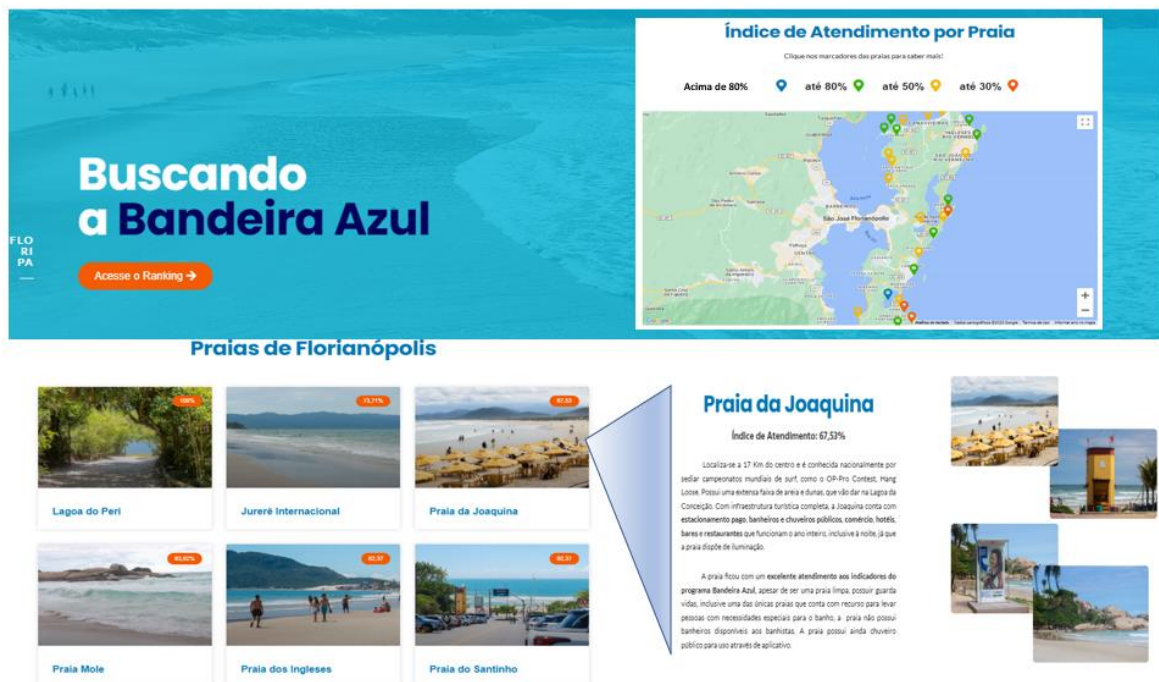 Índice de Atendimento por Praia
Clique nos marcadores das praias para saber mais!
Acima de 80%
até 80%
até 50%
até 30%
Buscando
a Bandeira Azul
FLO
RI
PA
Acesse o Ranking →
São José Florianópolis
Praias de Florianópolis
100%
73,71%
Lagoa do Peri
Jurerê Internacional
Praia da Joaquina
62,37
62,37
Praia Mole
Praia dos Ingleses
Praia do Santinho
Praia da Joaquina
Índice de Atendimento: 67,53%
Localiza-se a 17 Km do centro e é conhecida nacionalmente por
sediar campeonatos mundiais de surf, como o OP-Pro Contest, Hang
Loose. Possui uma extensa faixa de areia e dunas, que vão dar na Lagoa da
Conceição. Com infraestrutura turística completa, a Joaquina conta com
estacionamento pago, banheiros e chuveiros públicos, comércio, hotéis,
bares e restaurantes que funcionam o ano inteiro, inclusive à noite, já que
a praia dispõe de iluminação.
A praia ficou com um excelente atendimento aos indicadores do
programa Bandeira Azul, apesar de ser uma praia limpa, possuir guarda
vidas, inclusive uma das únicas praias que conta com recurso para levar
pessoas com necessidades especiais para o banho, a praia não possui
banheiros disponíveis aos banhistas. A praia possui ainda chuveiro
público para uso através de aplicativo.